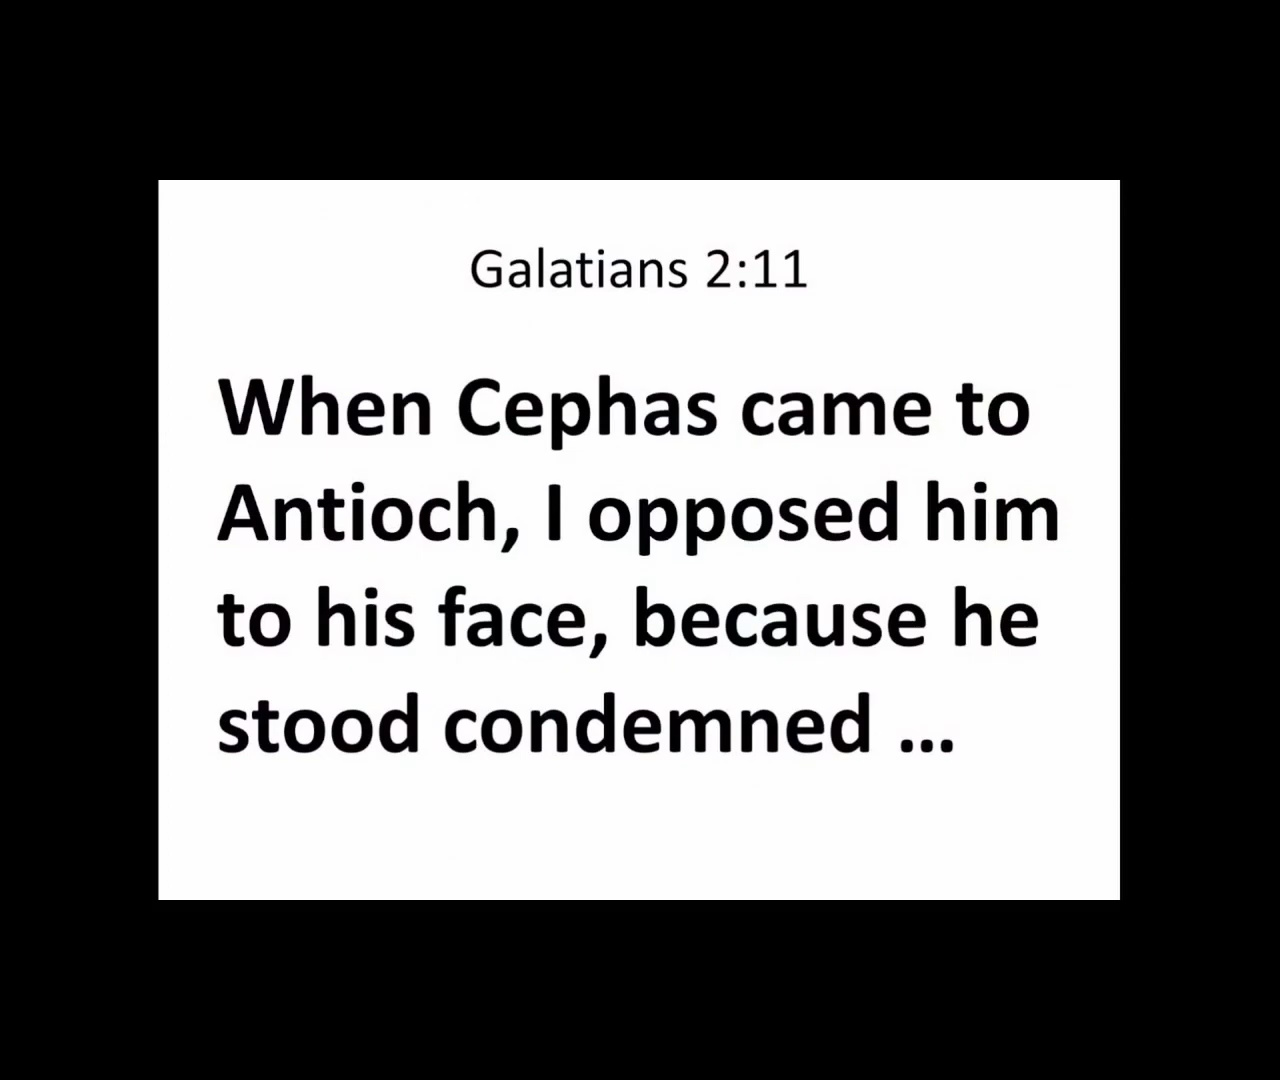 Galatians 2:11
When Cephas came to
Antioch, I opposed him
to his face, because he
stood condemned ...